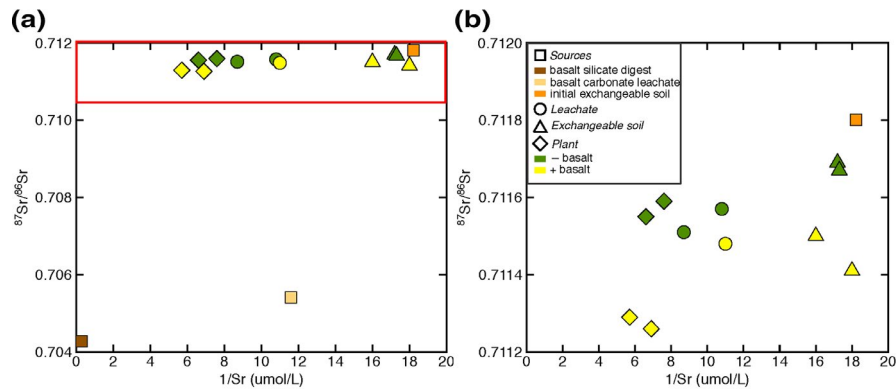 (a)
0.712
0.710
0.708
0.706
0.704
87Sr/86Sr
0 2 4 6 8 10 12 14 16 18 20
1/Sr (umol/L)
(b)
0.7120
0.7118
0.7116
0.7114
0.7112
87Sr/86Sr
Sources
basalt silicate digest
basalt carbonate leachate
initial exchangeable soil
Leachate
Exchangeable soil
Plant
– basalt
+ basalt
0 2 4 6 8 10 12 14 16 18 20
1/Sr (umol/L)